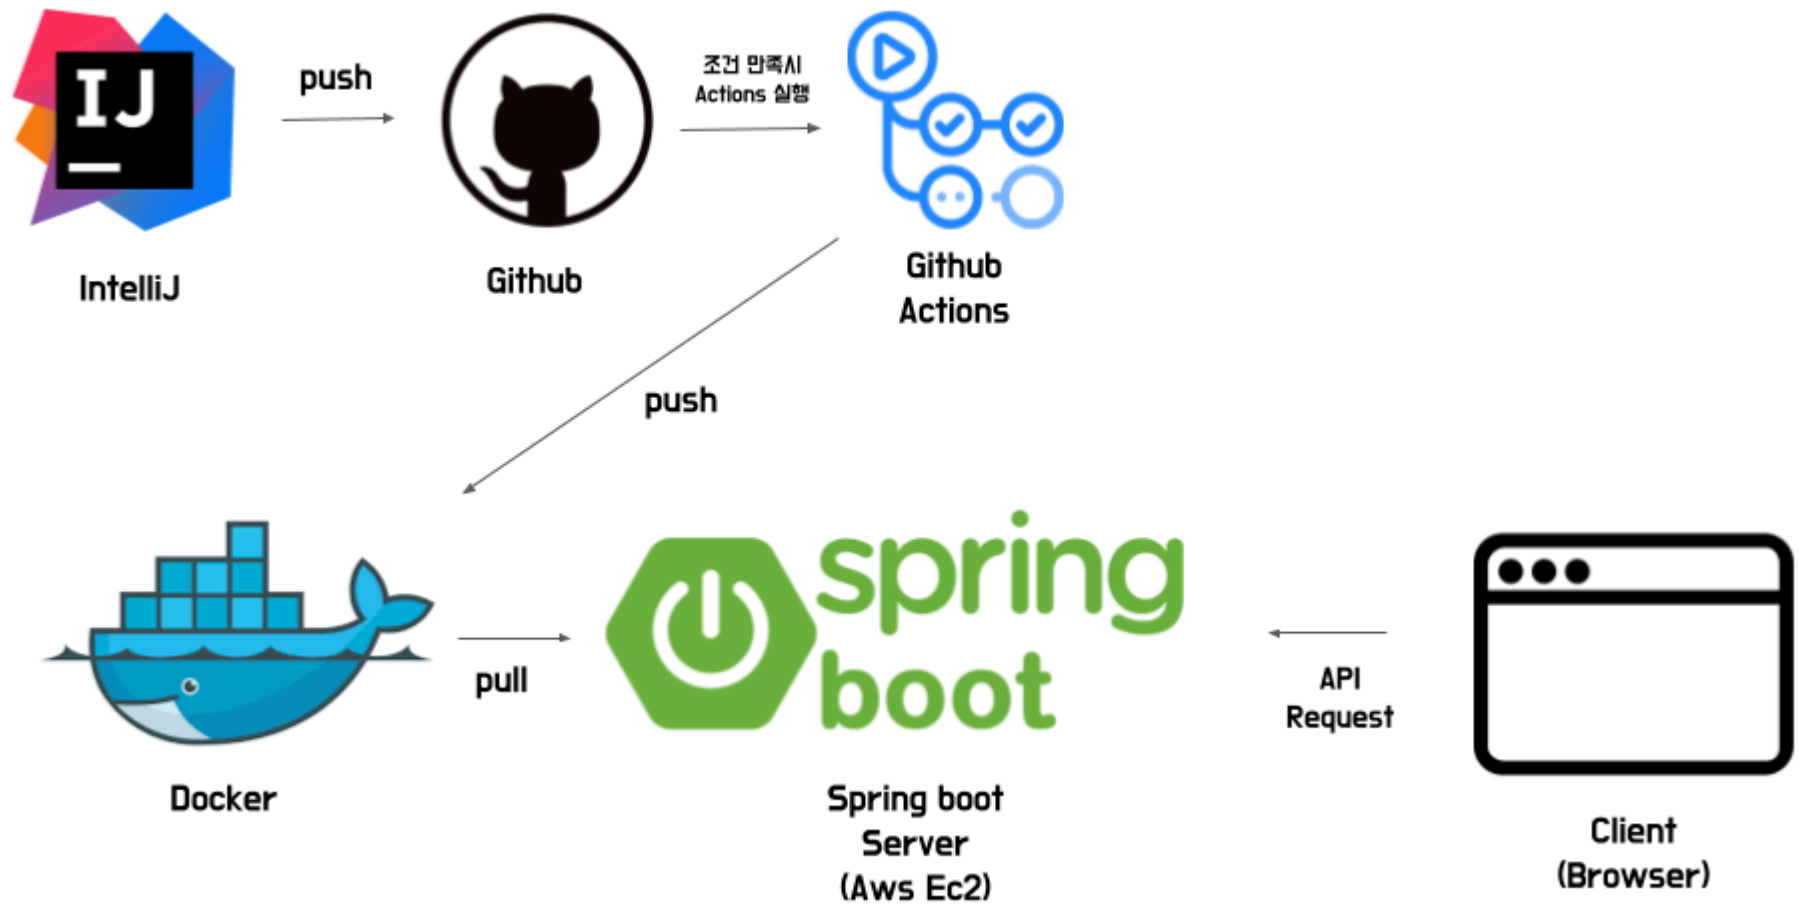 IJ
push
조건 만족시
Actions 실행
IntelliJ
Github
Github
Actions
push
spring
boot
pull
API
Request
Docker
Spring boot
Server
(Aws Ec2)
Client
(Browser)